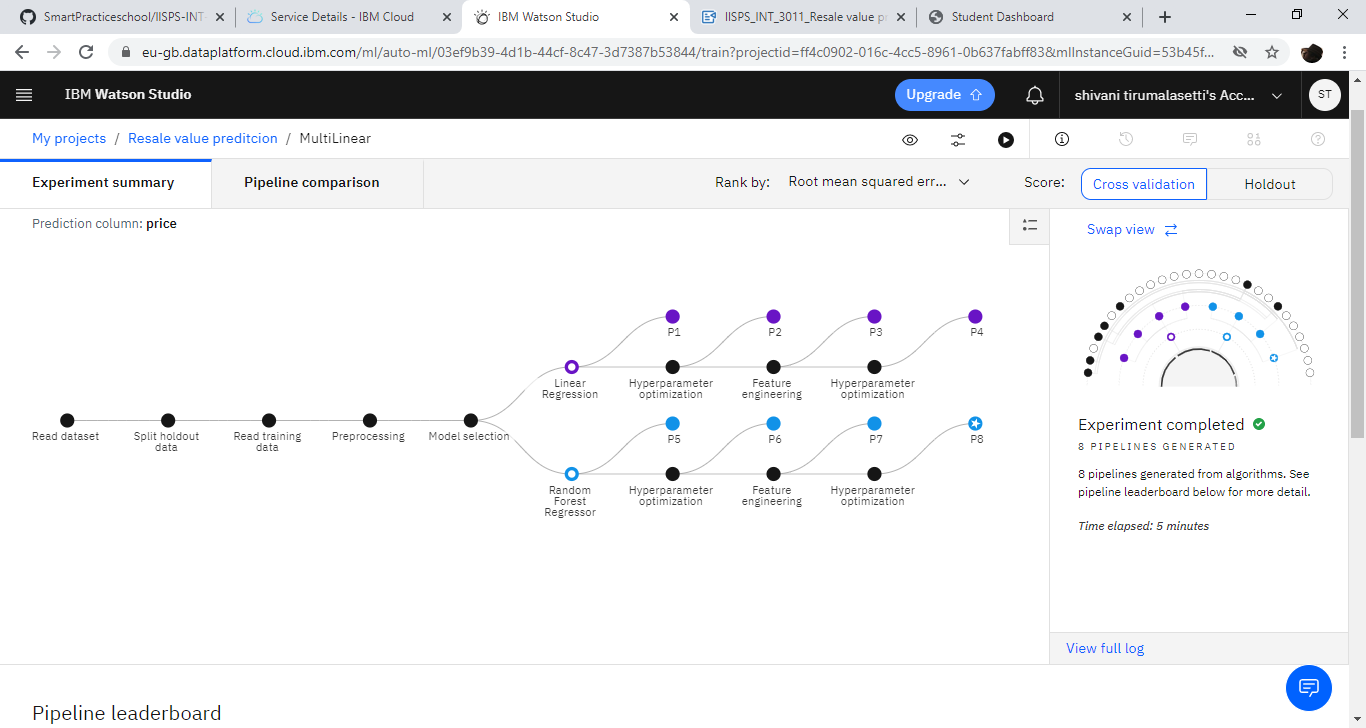 SmartPracticeschool/IISPS-INT
Service Details - IBM Cloud
IBM Watson Studio
IISPS_INT_3011_Resale value p
Student Dashboard
eu-gb.dataplatform.cloud.ibm.com/ml/auto-ml/03ef9b39-4d1b-44cf-8c47-3d7387b53844/train?projectid=ff4c0902-016c-4cc5-8961-0b637fabff83&mlInstanceGuid=53b45f...
IBM Watson Studio
Upgrade
shivani tirumalasetti's Acc...
ST
My projects / Resale value preditcion / MultiLinear
Experiment summary
Pipeline comparison
Rank by: Root mean squared err...
Score: Cross validation Holdout
Prediction column: price
Swap view
P1 P2 P3 P4
Linear
Regression
Hyperparameter
optimization
Feature
engineering
Hyperparameter
optimization
Read dataset
Split holdout
data
Read training
data
Preprocessing
Model selection
P5 P6 P7 P8
Random
Forest
Regressor
Hyperparameter
optimization
Feature
engineering
Hyperparameter
optimization
Experiment completed
8 PIPELINES GENERATED
8 pipelines generated from algorithms. See
pipeline leaderboard below for more detail.
Time elapsed: 5 minutes
View full log
Pipeline leaderboard